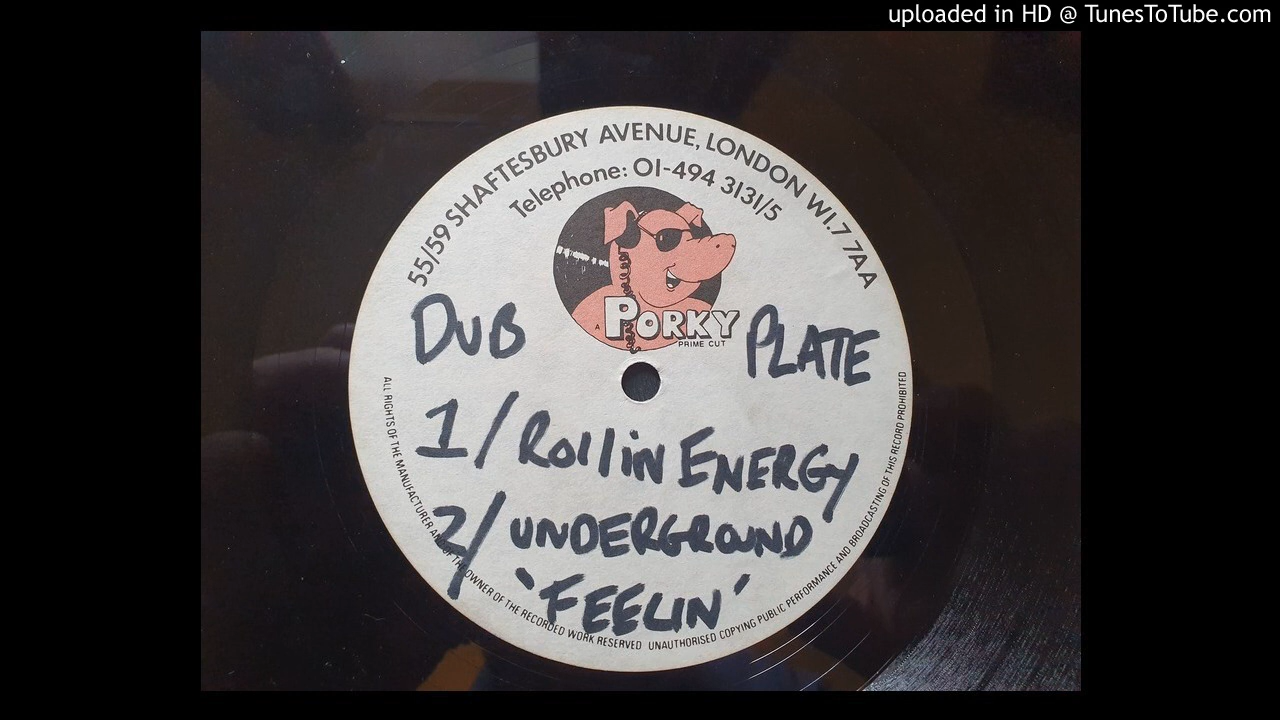 uploaded in HD @ TunesToTube.com
55/59 SHAFTESBURY AVENUE, LONDON W1.7 7AA
Telephone: 01-494 3131/5
A PORKY
PRIME CUT
DUB PLATE
1/ Rollin ENERGY
2/ UNDERGROUND
'FEELIN'
ALL RIGHTS OF THE MANUFACTURER AND OF THE OWNER OF THE RECORDED WORK RESERVED UNAUTHORISED COPYING PUBLIC PERFORMANCE AND BROADCASTING OF THIS RECORD PROHIBITED